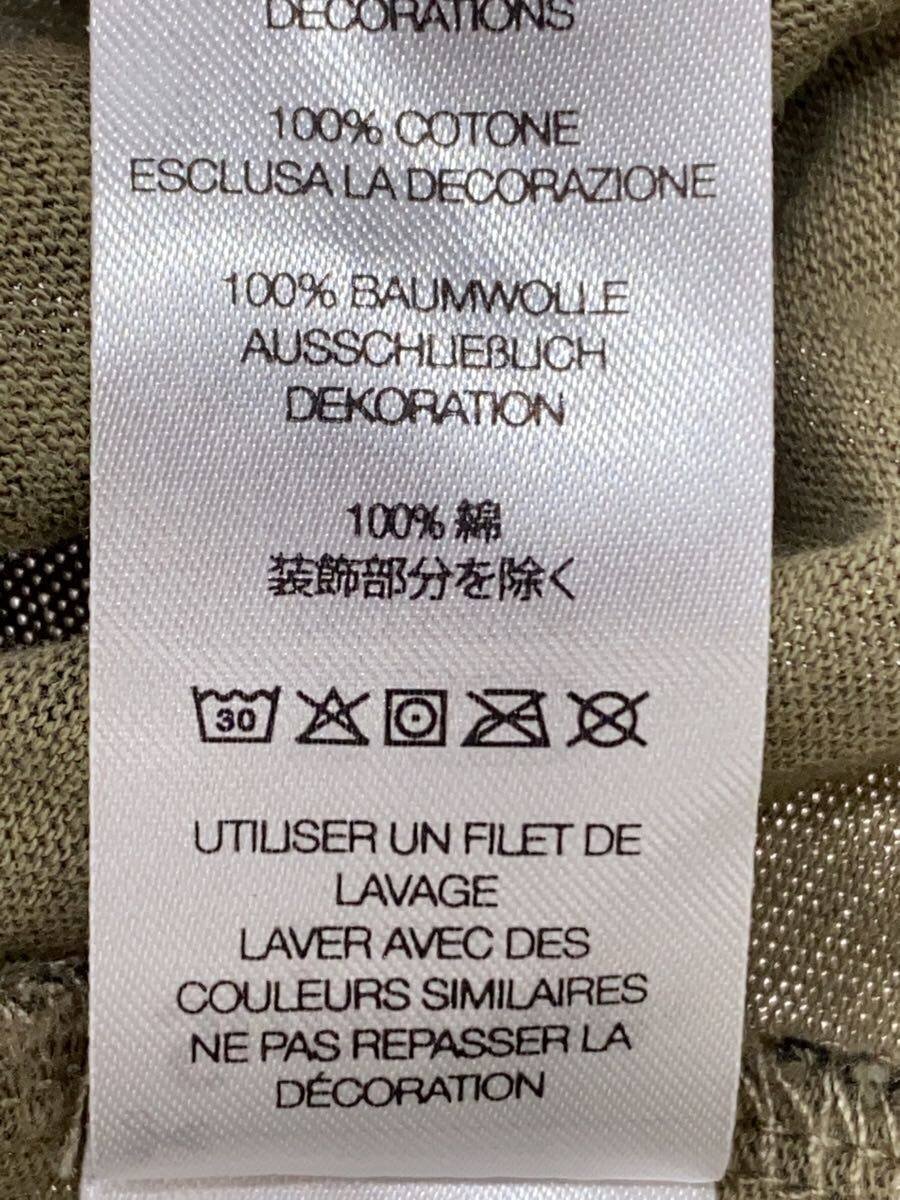 DECORATIONS
100% COTONE
ESCLUSA LA DECORAZIONE
100% BAUMWOLLE
AUSSCHLIEßLICH
DEKORATION
100% 綿
装飾部分を除く
30
UTILISER UN FILET DE
LAVAGE
LAVER AVEC DES
COULEURS SIMILAIRES
NE PAS REPASSER LA
DÉCORATION